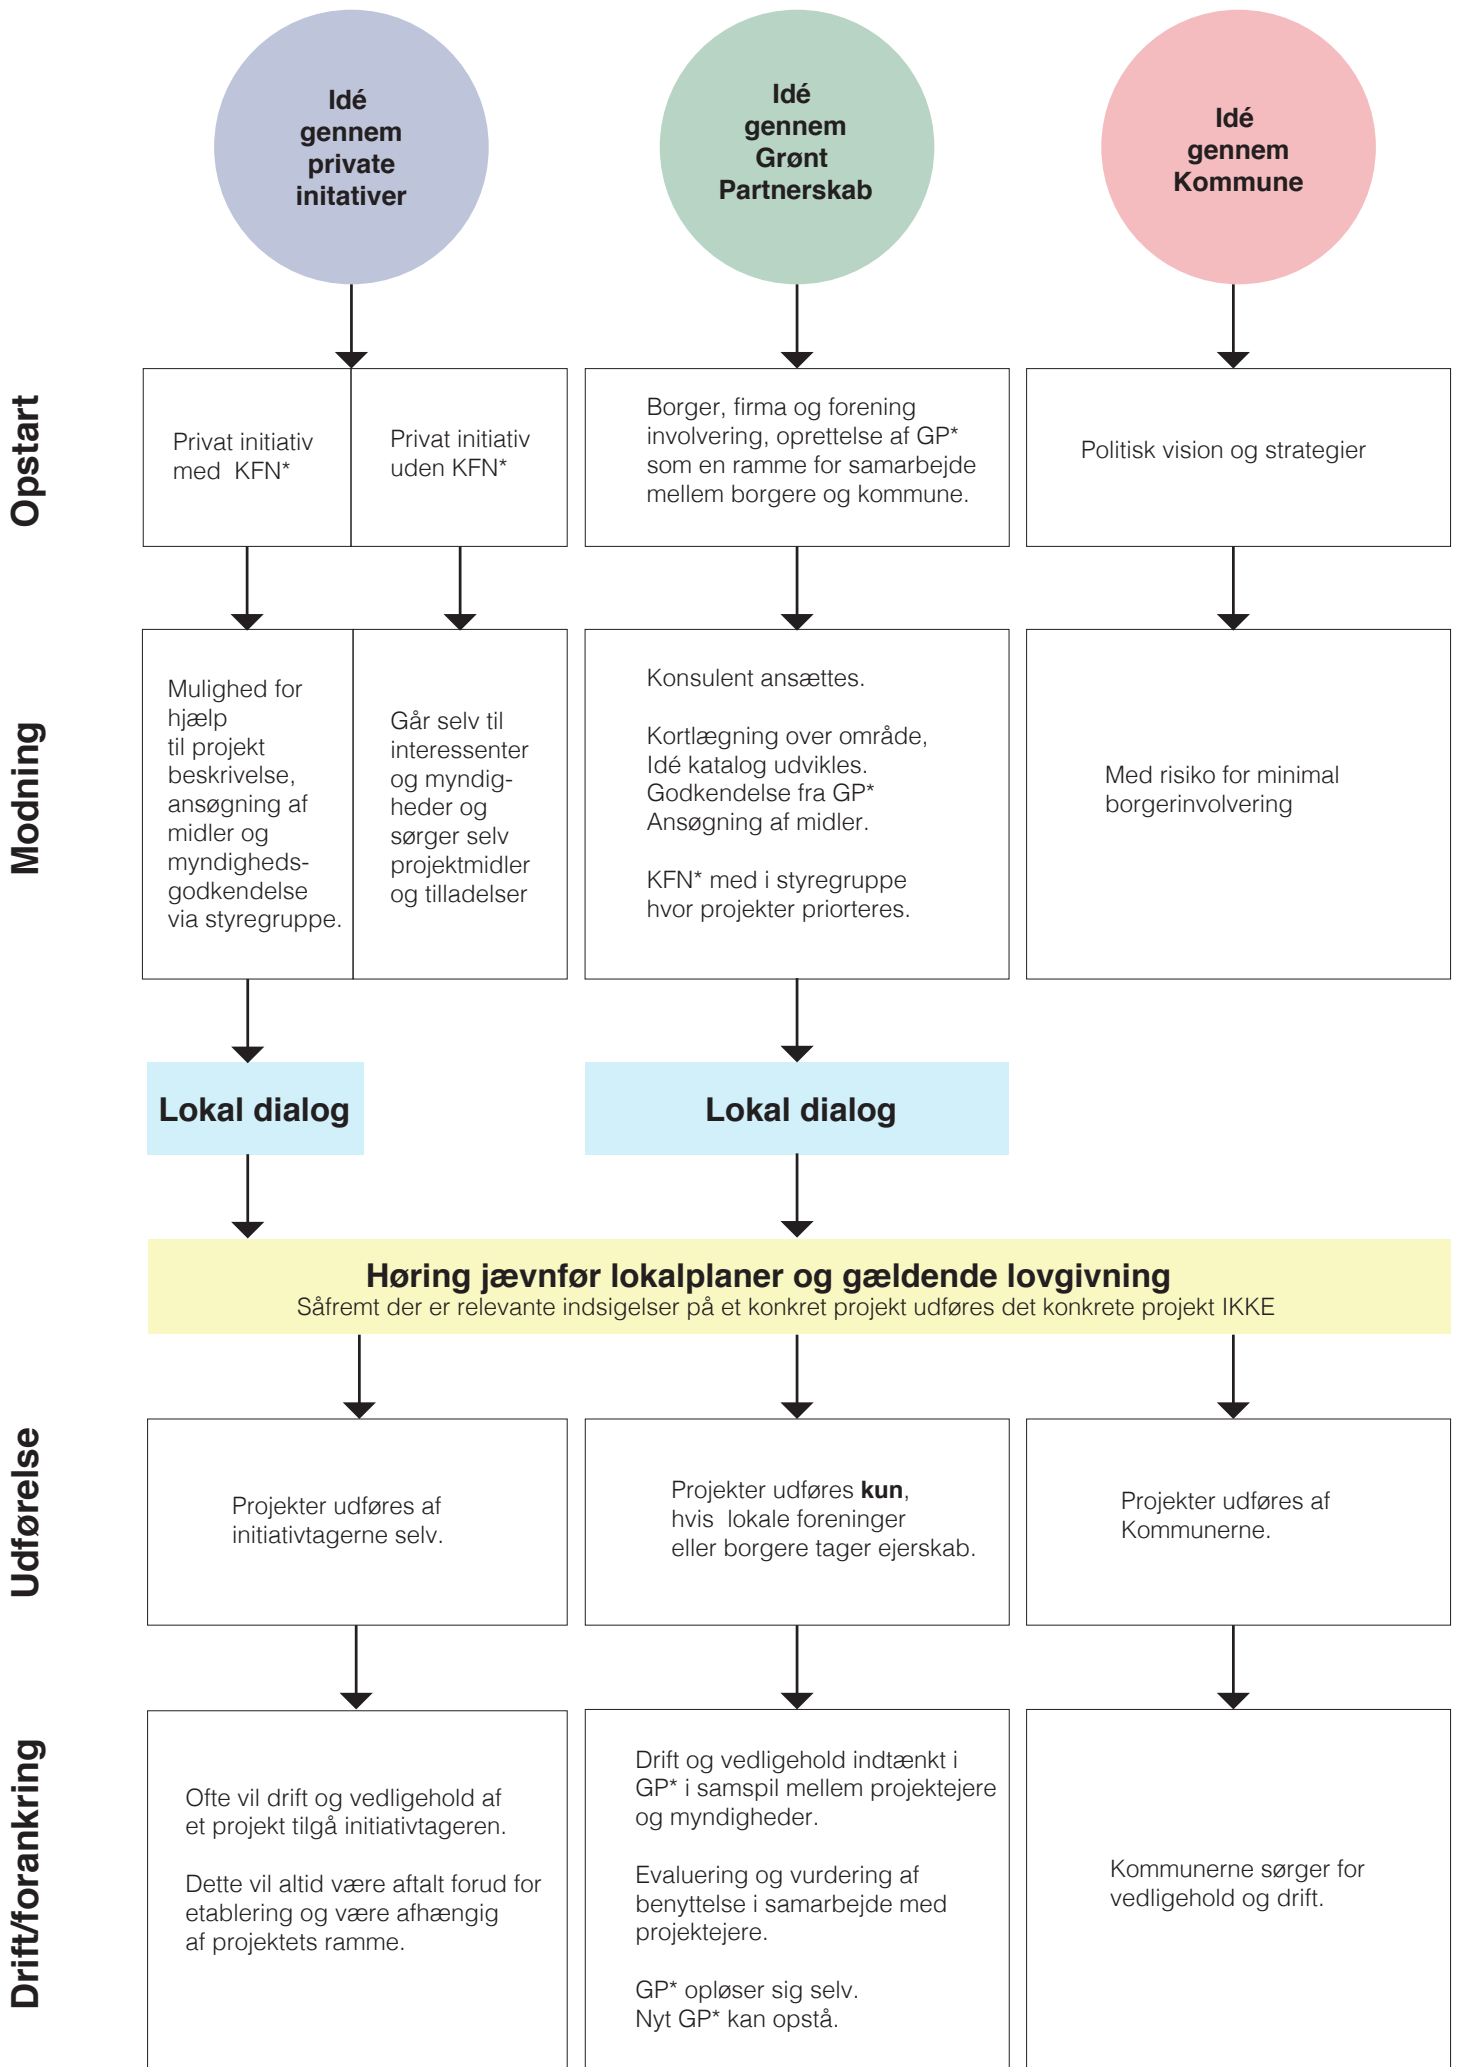 Idé
gennem
private
initativer
Idé
gennem
Grønt
Partnerskab
Idé
gennem
Kommune
Opstart
Privat initiativ
med KFN*
Privat initiativ
uden KFN*
Borger, firma og forening
involvering, oprettelse af GP*
som en ramme for samarbejde
mellem borgere og kommune.
Politisk vision og strategier
Modning
Mulighed for
hjælp
til projekt
beskrivelse,
ansøgning af
midler og
myndigheds-
godkendelse
via styregruppe.
Går selv til
interessenter
og myndig-
heder og
sørger selv
projektmidler
og tilladelser
Konsulent ansættes.
Kortlægning over område,
Idé katalog udvikles.
Godkendelse fra GP*
Ansøgning af midler.
KFN* med i styregruppe
hvor projekter priorteres.
Med risiko for minimal
borgerinvolvering
Lokal dialog
Lokal dialog
Høring jævnfør lokalplaner og gældende lovgivning
Såfremt der er relevante indsigelser på et konkret projekt udføres det konkrete projekt IKKE
Udførelse
Projekter udføres af
initiativtagerne selv.
Projekter udføres kun,
hvis lokale foreninger
eller borgere tager ejerskab.
Projekter udføres af
Kommunerne.
Drift/forankring
Ofte vil drift og vedligehold af
et projekt tilgå initiativtageren.
Dette vil altid være aftalt forud for
etablering og være afhængig
af projektets ramme.
Drift og vedligehold indtænkt i
GP* i samspil mellem projektejere
og myndigheder.
Evaluering og vurdering af
benyttelse i samarbejde med
projektejere.
GP* opløser sig selv.
Nyt GP* kan opstå.
Kommunerne sørger for
vedligehold og drift.